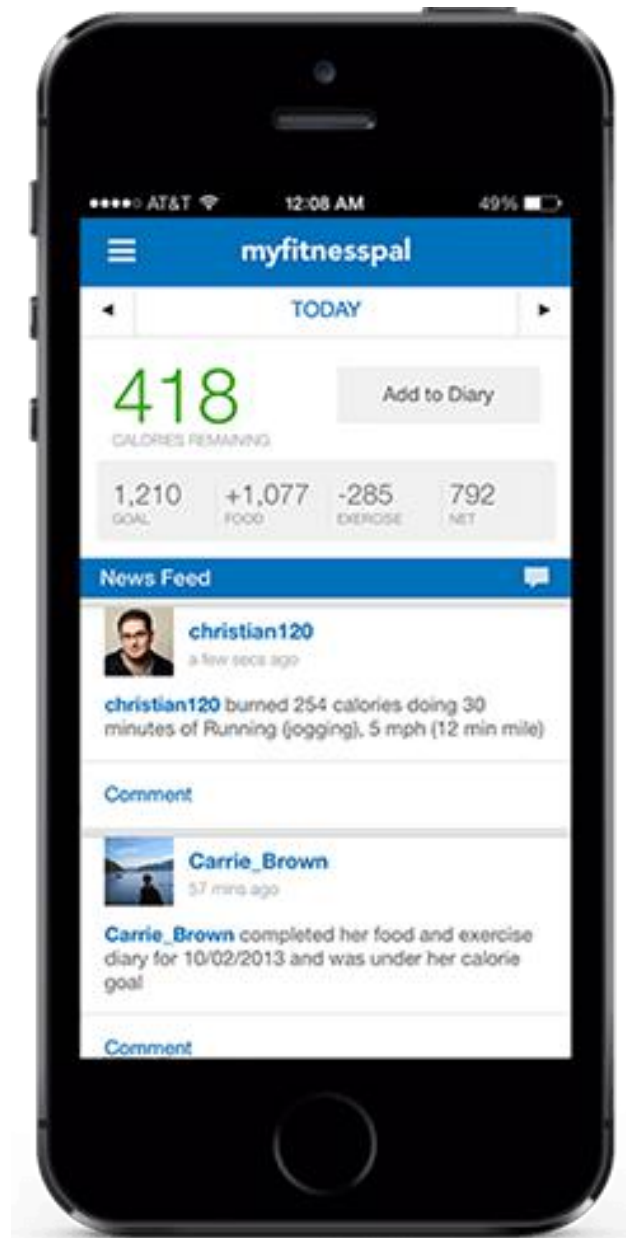 AT&T 12:08 AM 49%
myfitnesspal
TODAY
418 Add to Diary
CALORIES REMAINING
1,210 +1,077 -285 792
GOAL FOOD EXERCISE NET
News Feed
christian120
a few secs ago
christian120 burned 254 calories doing 30
minutes of Running (jogging), 5 mph (12 min mile)
Comment
Carrie_Brown
57 mins ago
Carrie_Brown completed her food and exercise
diary for 10/02/2013 and was under her calorie
goal
Comment